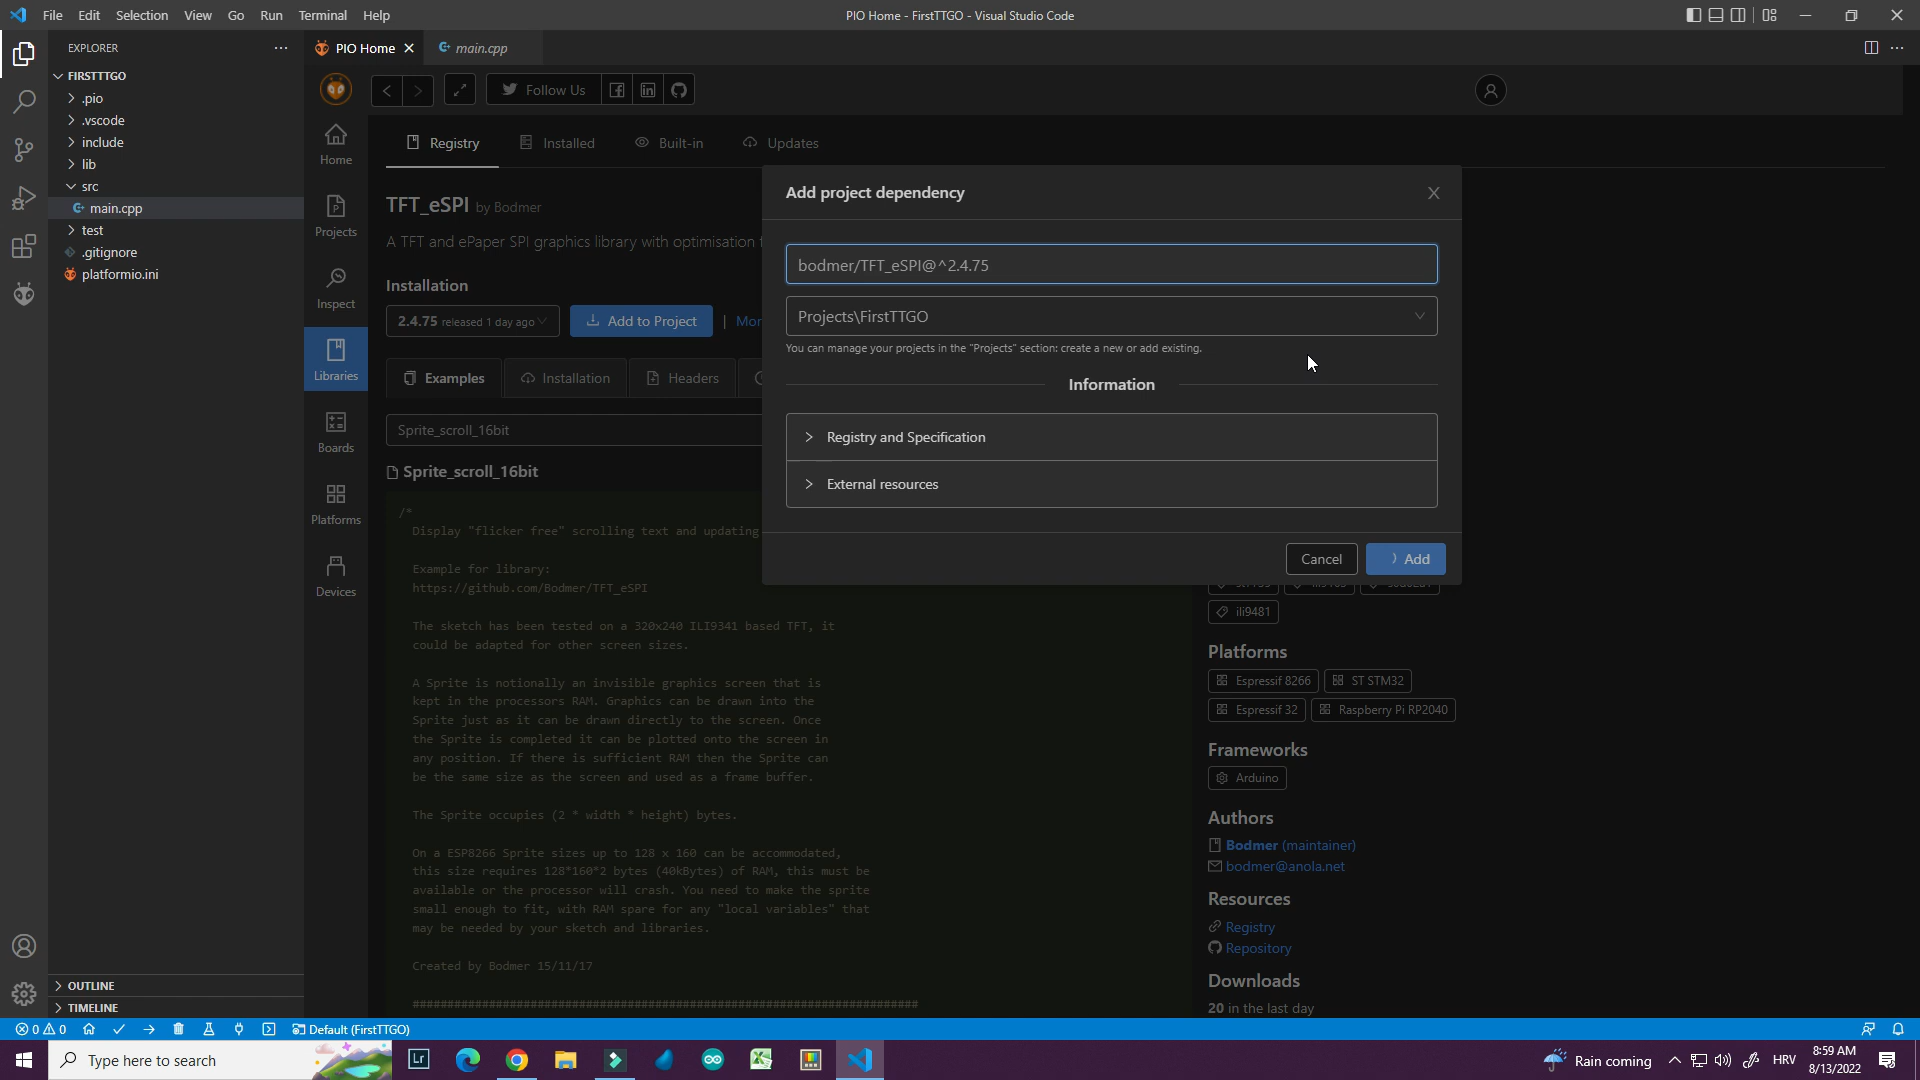 File Edit Selection View Go Run Terminal Help
PIO Home - FirstTTGO - Visual Studio Code
EXPLORER
PIO Home
main.cpp
FIRSTTTGO
.pio
.vscode
include
lib
src
main.cpp
test
.gitignore
platformio.ini
OUTLINE
TIMELINE
Follow Us
Home
Projects
Inspect
Libraries
Boards
Platforms
Devices
Registry
Installed
Built-in
Updates
TFT_eSPI by Bodmer
A TFT and ePaper SPI graphics library with optimisation
Installation
2.4.75 released 1 day ago
Add to Project
Examples
Installation
Headers
Sprite_scroll_16bit
Sprite_scroll_16bit
/*
Display "flicker free" scrolling text and updating
Example for library:
https://github.com/Bodmer/TFT_eSPI
The sketch has been tested on a 320x240 ILI9341 based TFT, it
could be adapted for other screen sizes.
A Sprite is notionally an invisible graphics screen that is
kept in the processors RAM. Graphics can be drawn into the
Sprite just as it can be drawn directly to the screen. Once
the Sprite is completed it can be plotted onto the screen in
any position. If there is sufficient RAM then the Sprite can
be the same size as the screen and used as a frame buffer.
The Sprite occupies (2 * width * height) bytes.
On a ESP8266 Sprite sizes up to 128 x 160 can be accommodated,
this size requires 128*160*2 bytes (40kBytes) of RAM, this must be
available or the processor will crash. You need to make the sprite
small enough to fit, with RAM spare for any "local variables" that
may be needed by your sketch and libraries.
Created by Bodmer 15/11/17
#########################################################################
Add project dependency
bodmer/TFT_eSPI@^2.4.75
Projects\FirstTTGO
You can manage your projects in the "Projects" section: create a new or add existing.
Information
Registry and Specification
External resources
Cancel
Add
ili9481
Platforms
Espressif 8266
ST STM32
Espressif 32
Raspberry Pi RP2040
Frameworks
Arduino
Authors
Bodmer (maintainer)
bodmer@anola.net
Resources
Registry
Repository
Downloads
20 in the last day
0 0
Default (FirstTTGO)
Type here to search
Lr
Rain coming
HRV
8:59 AM
8/13/2022